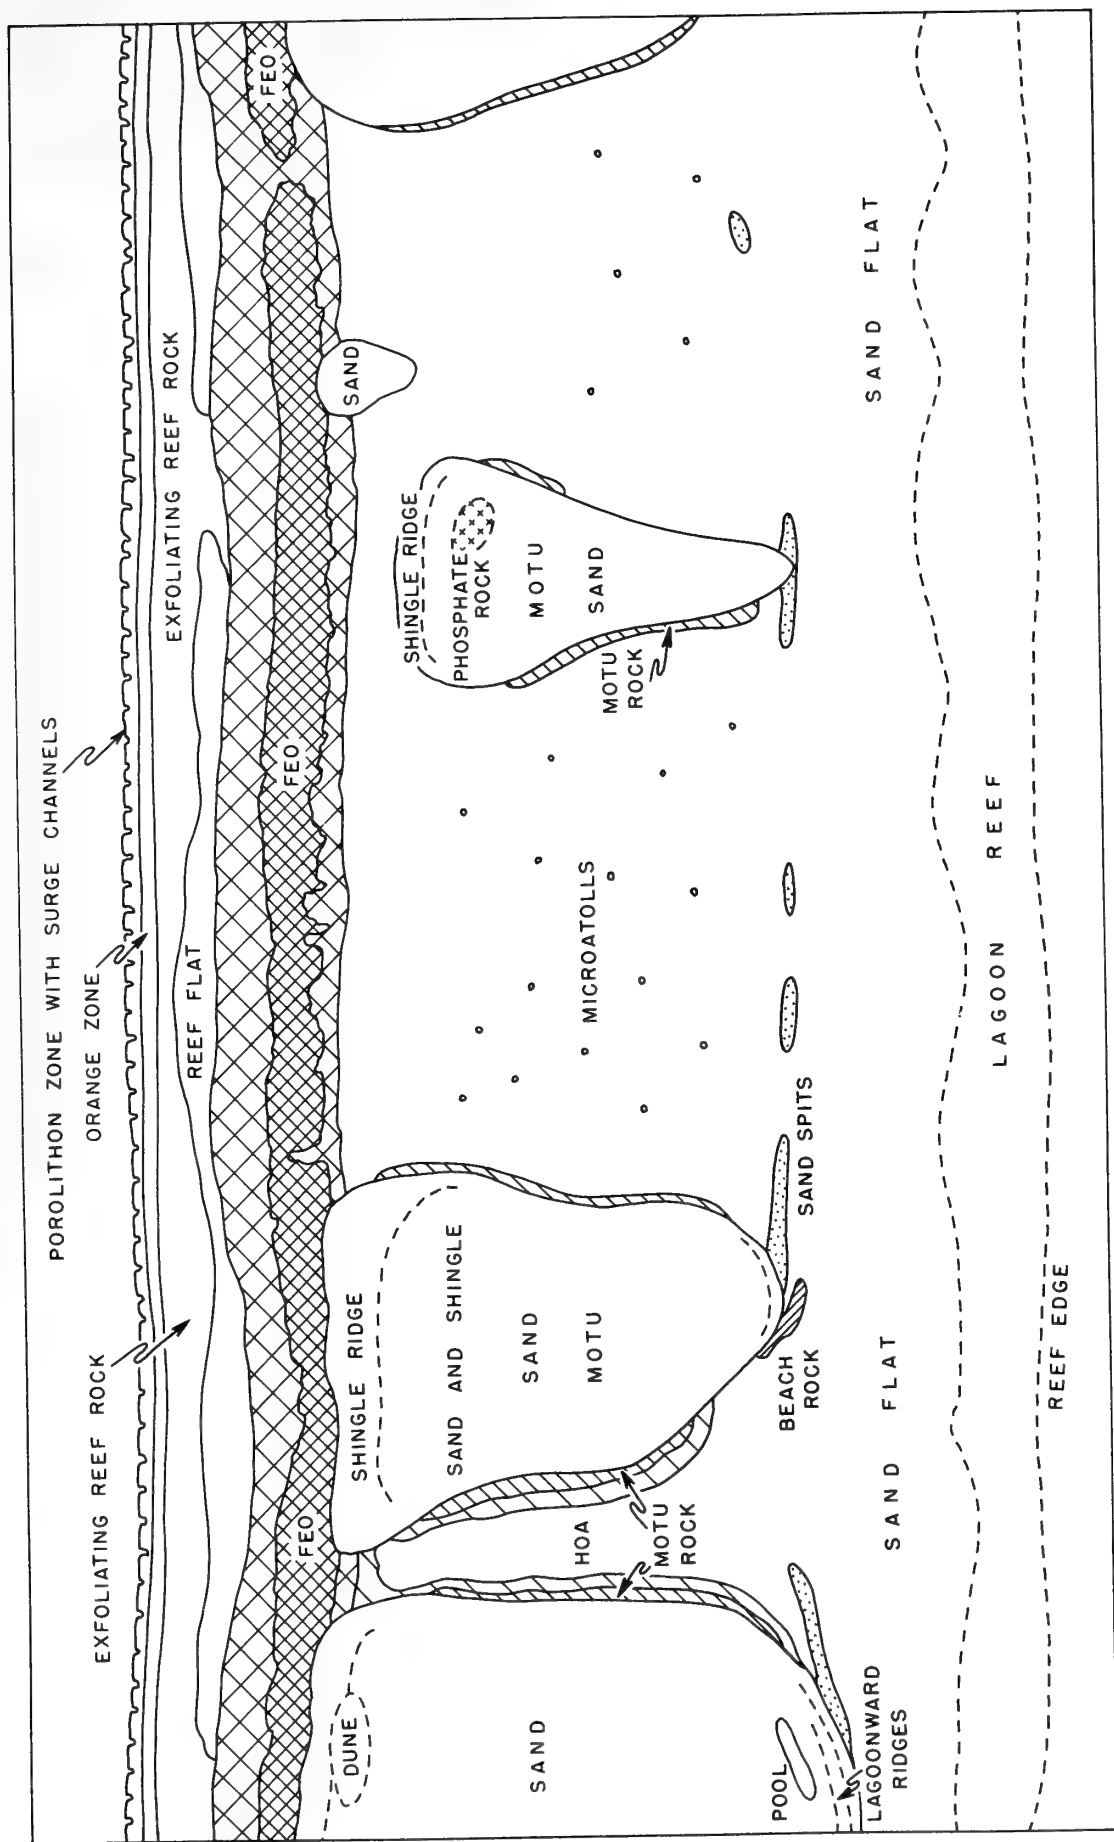 POROLITHON ZONE WITH SURGE CHANNELS
EXFOLIATING REEF ROCK
ORANGE ZONE
EXFOLIATING REEF ROCK
REEF FLAT
FEO
FEO
FEO
DUNE
SHINGLE RIDGE
SHINGLE RIDGE
SAND
SAND AND SHINGLE
PHOSPHATE
ROCK
SAND
SAND
MOTU
MOTU
SAND
HOA
MICROATOLLS
MOTU
ROCK
MOTU
ROCK
POOL
BEACH
ROCK
SAND SPITS
LAGOONWARD
RIDGES
SAND FLAT
SAND FLAT
LAGOON REEF
REEF EDGE